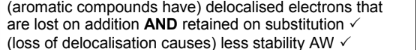 (aromatic compounds have) delocalised electrons that
are lost on addition AND retained on substitution ✓
(loss of delocalisation causes) less stability AW ✓